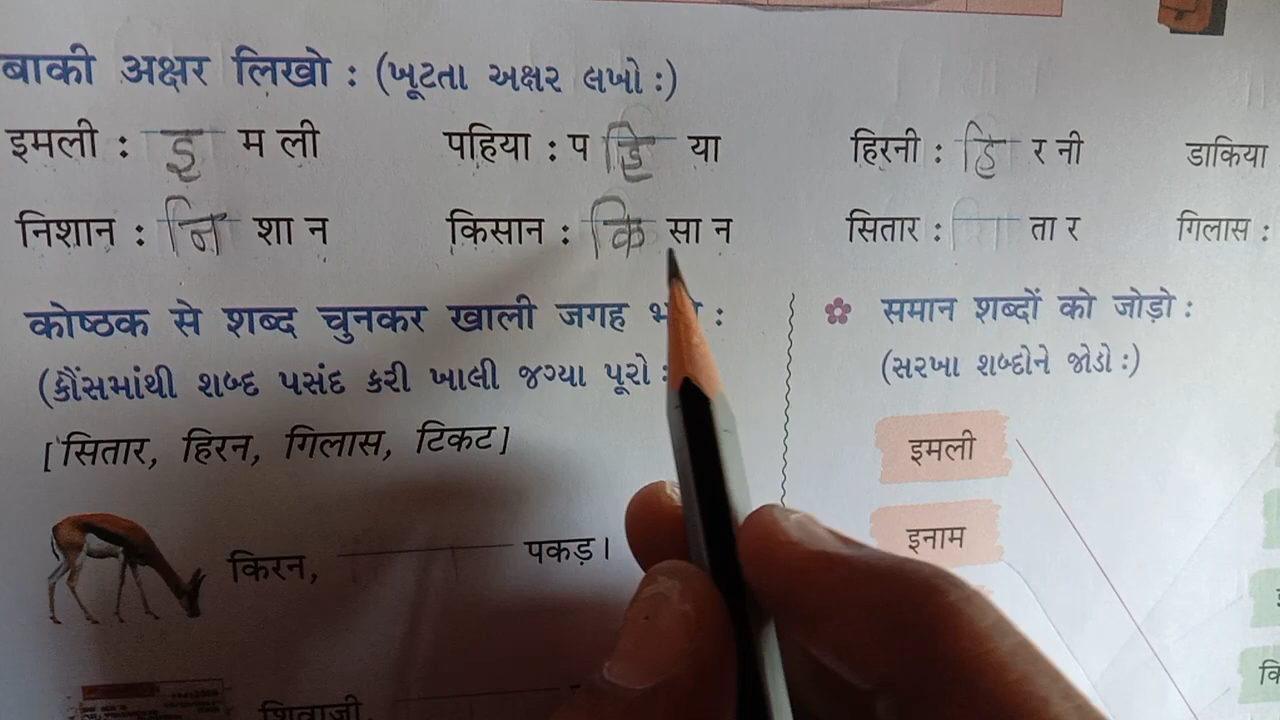 बाकी अक्षर लिखो : (ખૂટતા અક્ષર લખો :)
इमली : इ म ली पहिया : प हि या हिरनी : हि र नी डाकिया
निशान : नि शा न किसान : कि सा न सितार : ता र गिलास :
कोष्ठक से शब्द चुनकर खाली जगह :
(કૌંસમાંથી શબ્દ પસંદ કરી ખાલી જગ્યા પૂરો :
[सितार, हिरन, गिलास, टिकट]
किरन, पकड़।
शिवाजी,
समान शब्दों को जोड़ो :
(સરખા શબ્દોને જોડો :)
इमली
इनाम